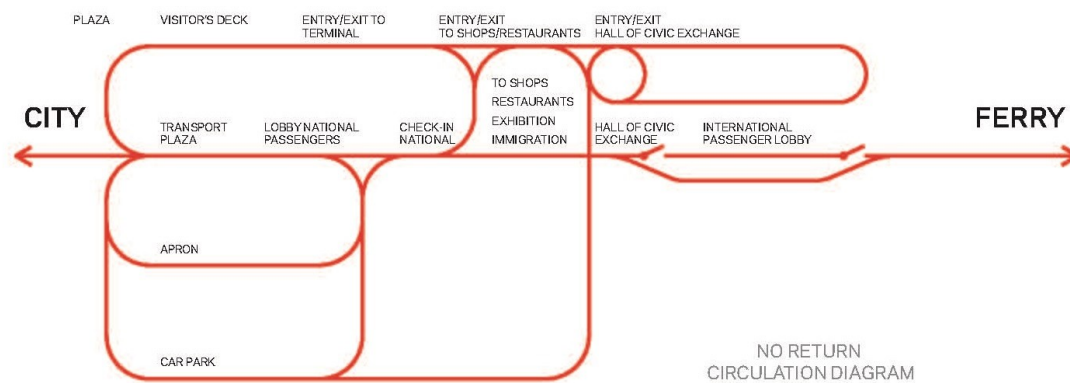 PLAZA
VISITOR'S DECK
ENTRY/EXIT TO
TERMINAL
ENTRY/EXIT
TO SHOPS/RESTAURANTS
ENTRY/EXIT
HALL OF CIVIC EXCHANGE
TO SHOPS
RESTAURANTS
EXHIBITION
IMMIGRATION
CITY
TRANSPORT
PLAZA
LOBBY NATIONAL
PASSENGERS
CHECK-IN
NATIONAL
HALL OF CIVIC
EXCHANGE
INTERNATIONAL
PASSENGER LOBBY
FERRY
APRON
CAR PARK
NO RETURN
CIRCULATION DIAGRAM